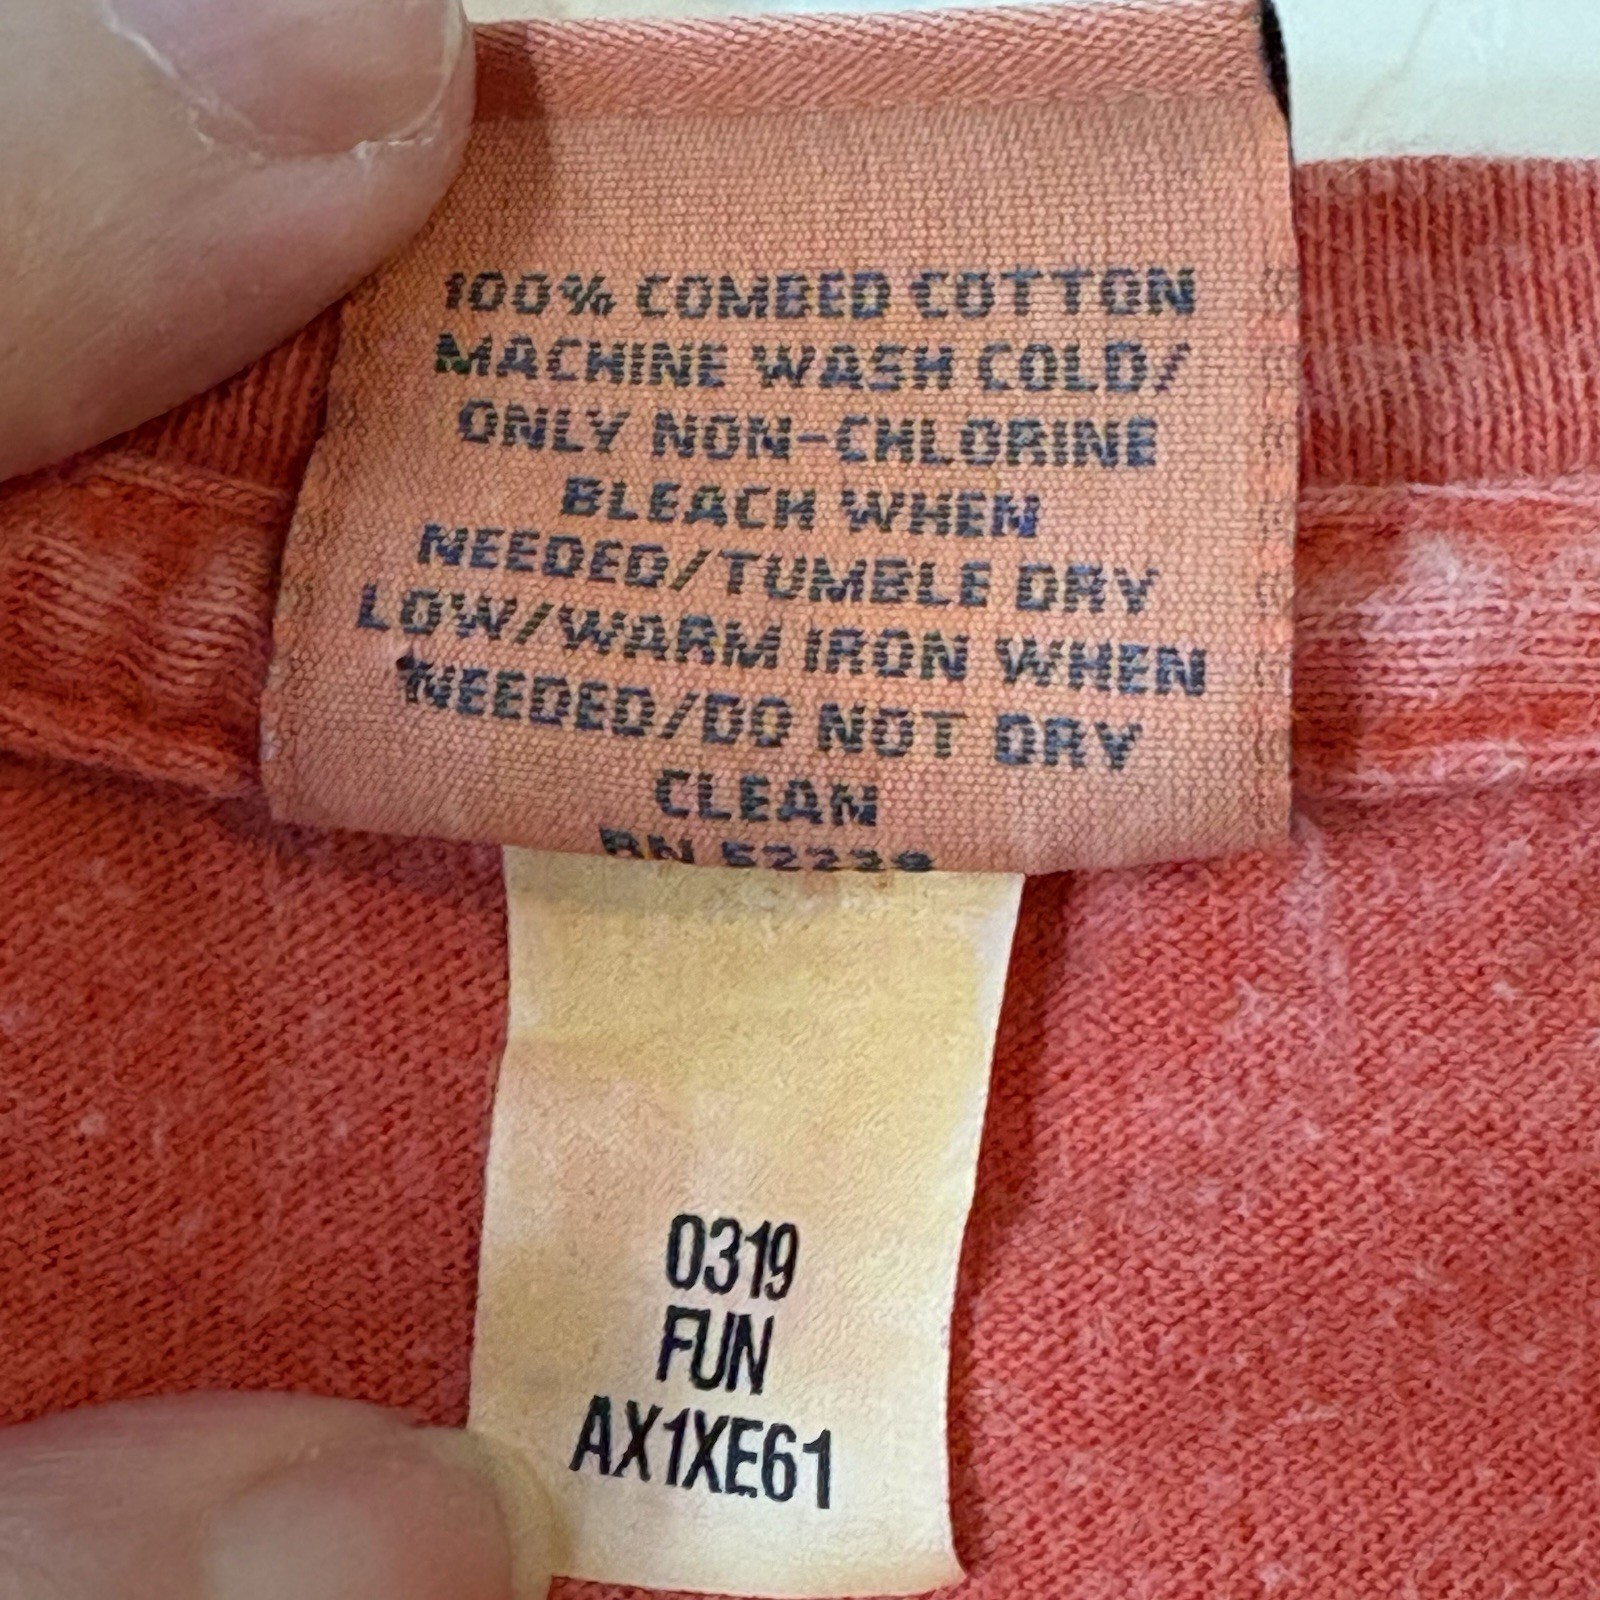 100% COMBED COTTON
MACHINE WASH COLD/
ONLY NON-CHLORINE
BLEACH WHEN
NEEDED/TUMBLE DRY
LOW/WARM IRON WHEN
NEEDED/DO NOT DRY
CLEAN
RN
0319
FUN
AX1XE61